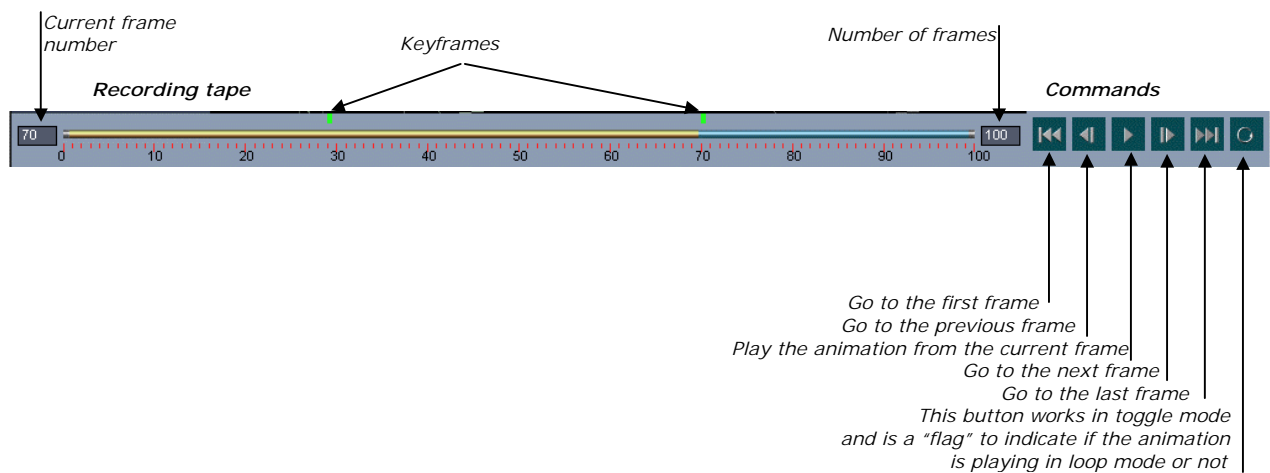 Current frame
number
Keyframes
Number of frames
Recording tape
Commands
70
100
0 10 20 30 40 50 60 70 80 90 100
Go to the first frame
Go to the previous frame
Play the animation from the current frame
Go to the next frame
Go to the last frame
This button works in toggle mode
and is a “flag” to indicate if the animation
is playing in loop mode or not